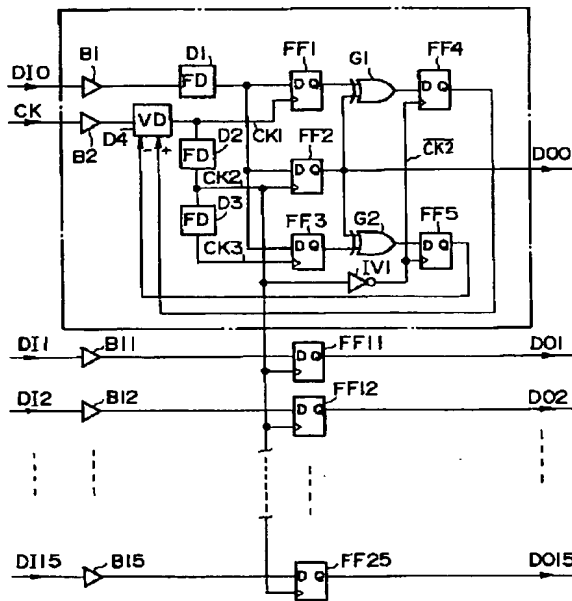 B1
D1
FF1
G1
FF4
DI0
FD
D Q
D Q
CK
VD
B2
D4
- +
D2
CK1
FD
FF2
CK2
DO0
CK2
D Q
D3
FD
FF3
G2
FF5
CK3
D Q
D Q
IV1
DI1
B11
FF11
DO1
D Q
DI2
B12
FF12
DO2
D Q
DI15
B15
FF25
DO15
D Q